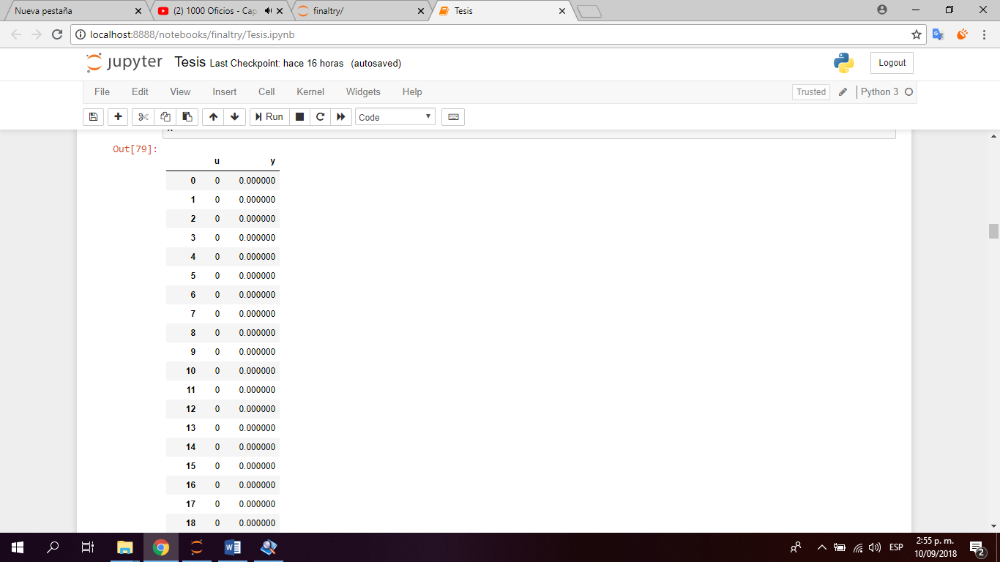 Nueva pestaña
(2) 1000 Oficios - Cap
finaltry/
Tesis
localhost:8888/notebooks/finaltry/Tesis.ipynb
jupyter Tesis Last Checkpoint: hace 16 horas (autosaved)
Logout
File Edit View Insert Cell Kernel Widgets Help
Trusted Python 3
Run Code
Out[79]:
u y
0 0 0.000000
1 0 0.000000
2 0 0.000000
3 0 0.000000
4 0 0.000000
5 0 0.000000
6 0 0.000000
7 0 0.000000
8 0 0.000000
9 0 0.000000
10 0 0.000000
11 0 0.000000
12 0 0.000000
13 0 0.000000
14 0 0.000000
15 0 0.000000
16 0 0.000000
17 0 0.000000
18 0 0.000000
ESP
2:55 p. m.
10/09/2018
2